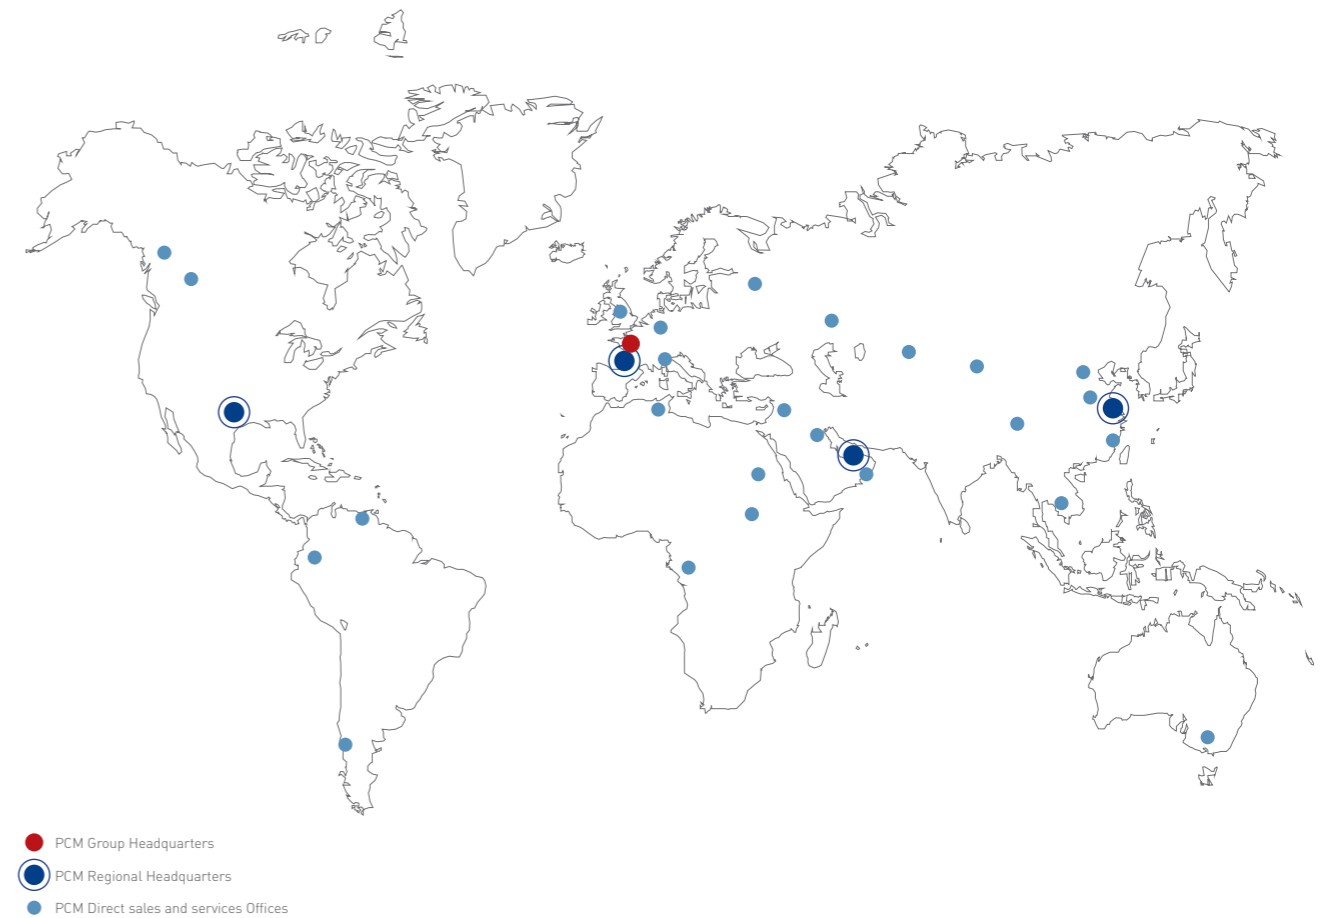 PCM Group Headquarters
PCM Regional Headquarters
PCM Direct sales and services Offices